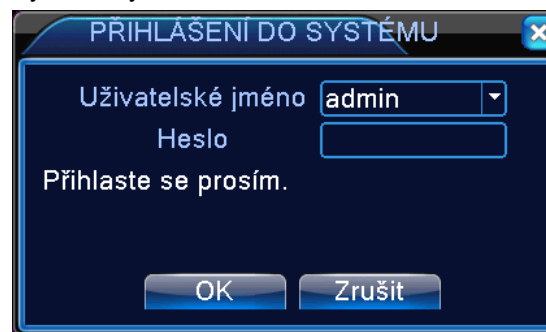 PŘIHLÁŠENÍ DO SYSTÉMU
Uživatelské jméno admin
Heslo
Přihlaste se prosím.
OK Zrušit